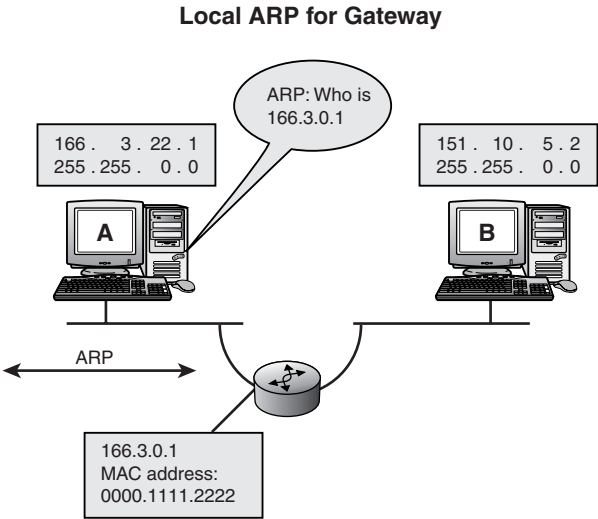 Local ARP for Gateway
ARP: Who is
166.3.0.1
166 . 3 . 22 . 1
255 . 255 . 0 . 0
151 . 10 . 5 . 2
255 . 255 . 0 . 0
A
B
ARP
166.3.0.1
MAC address:
0000.1111.2222